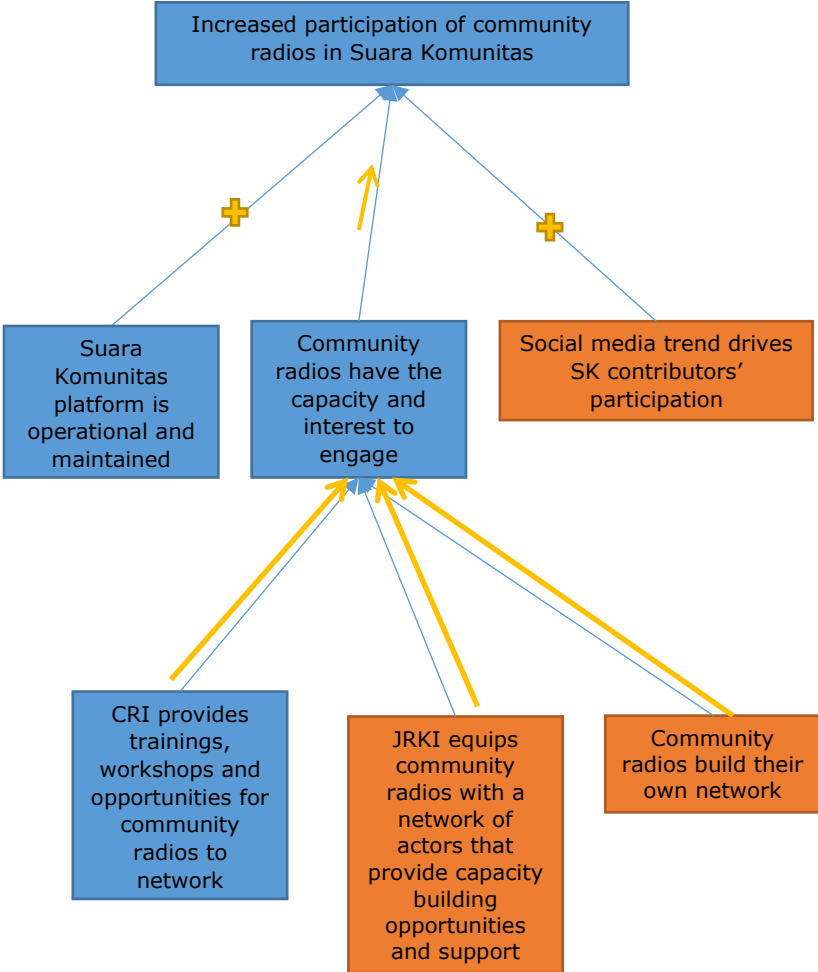 Increased participation of community
radios in Suara Komunitas
Suara
Komunitas
platform is
operational and
maintained
Community
radios have the
capacity and
interest to
engage
Social media trend drives
SK contributors’
participation
CRI provides
trainings,
workshops and
opportunities for
community
radios to
network
JRKI equips
community
radios with a
network of
actors that
provide capacity
building
opportunities
and support
Community
radios build their
own network